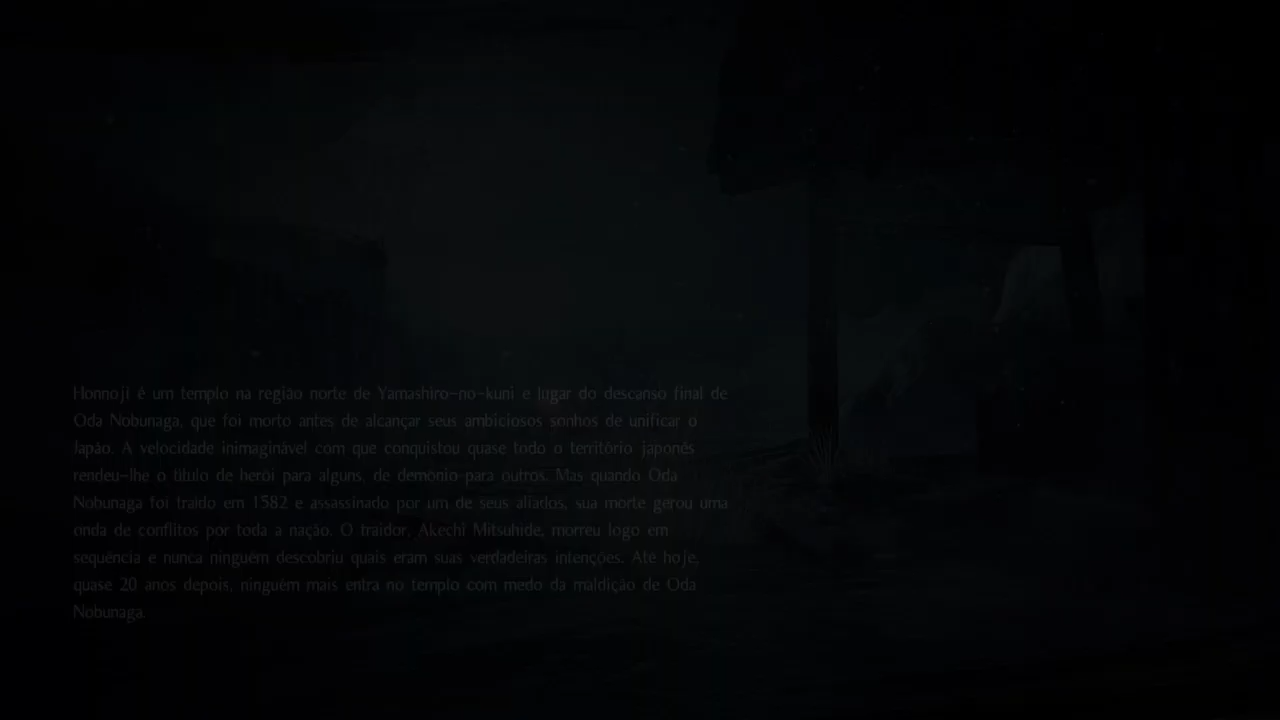 Honnoji é um templo na região norte de Yamashiro-no-kuni e lugar do descanso final de
Oda Nobunaga, que foi morto antes de alcançar seus ambiciosos sonhos de unificar o
Japão. A velocidade inimaginável com que conquistou quase todo o território japonês
rendeu-lhe o título de herói para alguns, de demônio para outros. Mas quando Oda
Nobunaga foi traído em 1582 e assassinado por um de seus aliados, sua morte gerou uma
onda de conflitos por toda a nação. O traidor, Akechi Mitsuhide, morreu logo em
sequência e nunca ninguém descobriu quais eram suas verdadeiras intenções. Até hoje,
quase 20 anos depois, ninguém mais entra no templo com medo da maldição de Oda
Nobunaga.